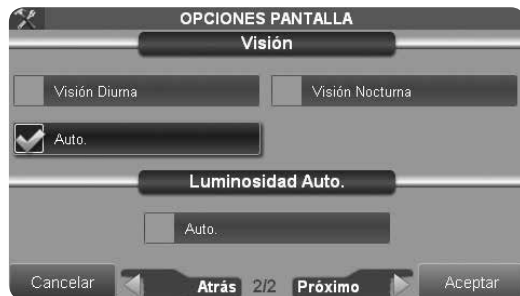 OPCIONES PANTALLA
Visión
Visión Diurna Visión Nocturna
Auto.
Luminosidad Auto.
Auto.
Cancelar Atrás 2/2 Próximo Aceptar